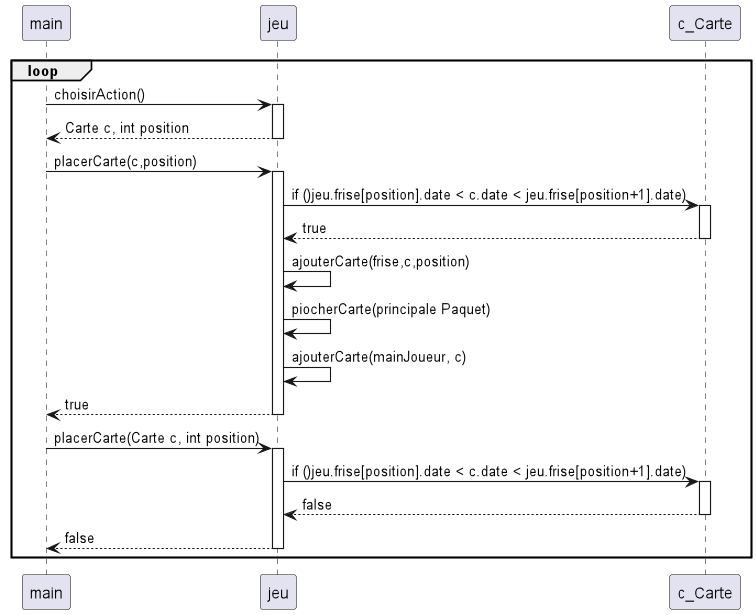 main jeu c_Carte
loop
choisirAction()
Carte c, int position
placerCarte(c,position)
if ()jeu.frise[position].date < c.date < jeu.frise[position+1].date)
true
ajouterCarte(frise,c,position)
piocherCarte(principale Paquet)
ajouterCarte(mainJoueur, c)
true
placerCarte(Carte c, int position)
if ()jeu.frise[position].date < c.date < jeu.frise[position+1].date)
false
false
main jeu c_Carte